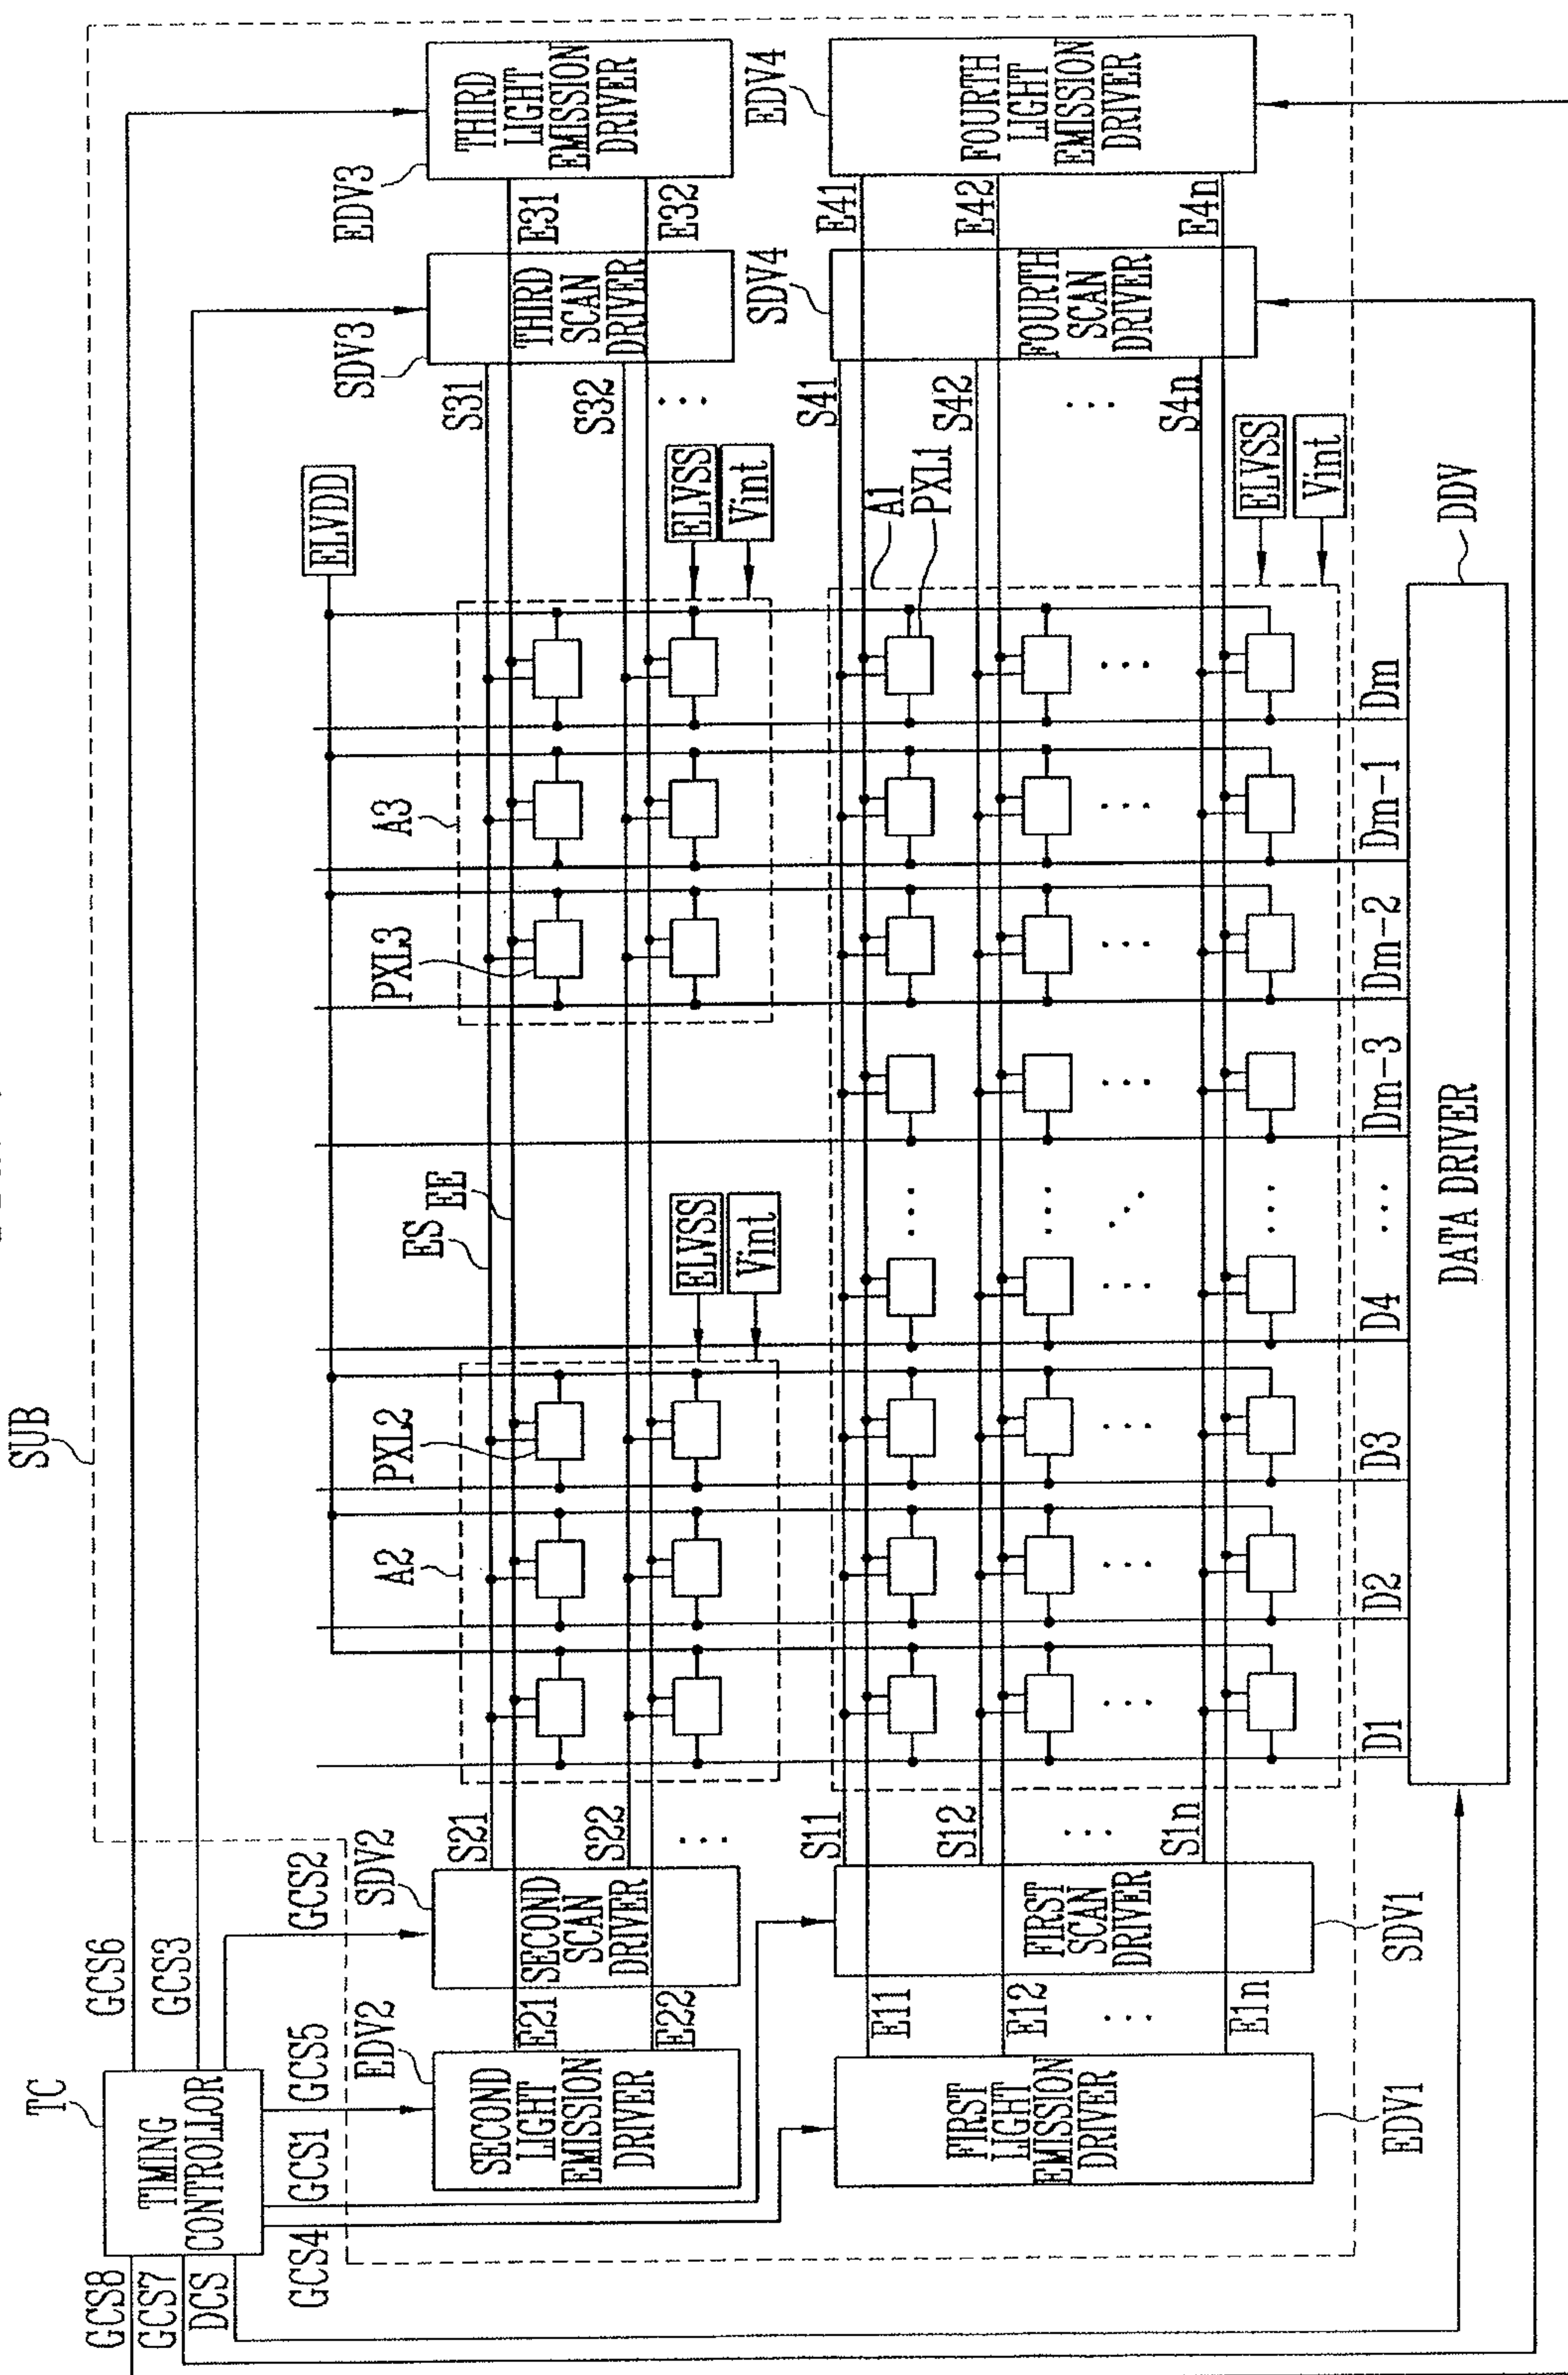 SUB
TC
TIMING
CONTROLLOR
GCS8
GCS7
DCS
GCS6
GCS3
GCS2
GCS5
GCS1
GCS4
SDV2
EDV2
SECOND
LIGHT
EMISSION
DRIVER
SECOND
SCAN
DRIVER
E21
E22
S21
S22
...
FIRST
LIGHT
EMISSION
DRIVER
EDV1
FIRST
SCAN
DRIVER
SDV1
E11
E12
...
E1n
S11
S12
...
S1n
A2
PXL2
ES
EE
ELVSS
Vint
PXL3
A3
ELVDD
ELVSS
Vint
S31
S32
...
SDV3
THIRD
SCAN
DRIVER
E31
E32
EDV3
THIRD
LIGHT
EMISSION
DRIVER
A1
PXL1
S41
S42
...
S4n
SDV4
FOURTH
SCAN
DRIVER
E41
E42
E4n
EDV4
FOURTH
LIGHT
EMISSION
DRIVER
ELVSS
Vint
D1
D2
D3
D4
...
Dm-3
Dm-2
Dm-1
Dm
DATA DRIVER
DDV